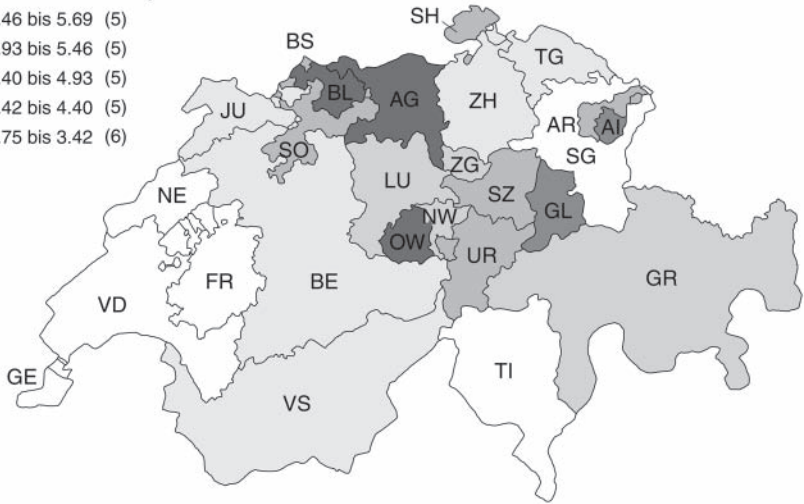 .46 bis 5.69 (5)
.93 bis 5.46 (5)
.40 bis 4.93 (5)
.42 bis 4.40 (5)
.75 bis 3.42 (6)
SH
BS
TG
BL
AG
ZH
JU
AR
AI
SO
SG
ZG
LU
NE
SZ
GL
NW
OW
UR
FR
BE
GR
VD
GE
TI
VS